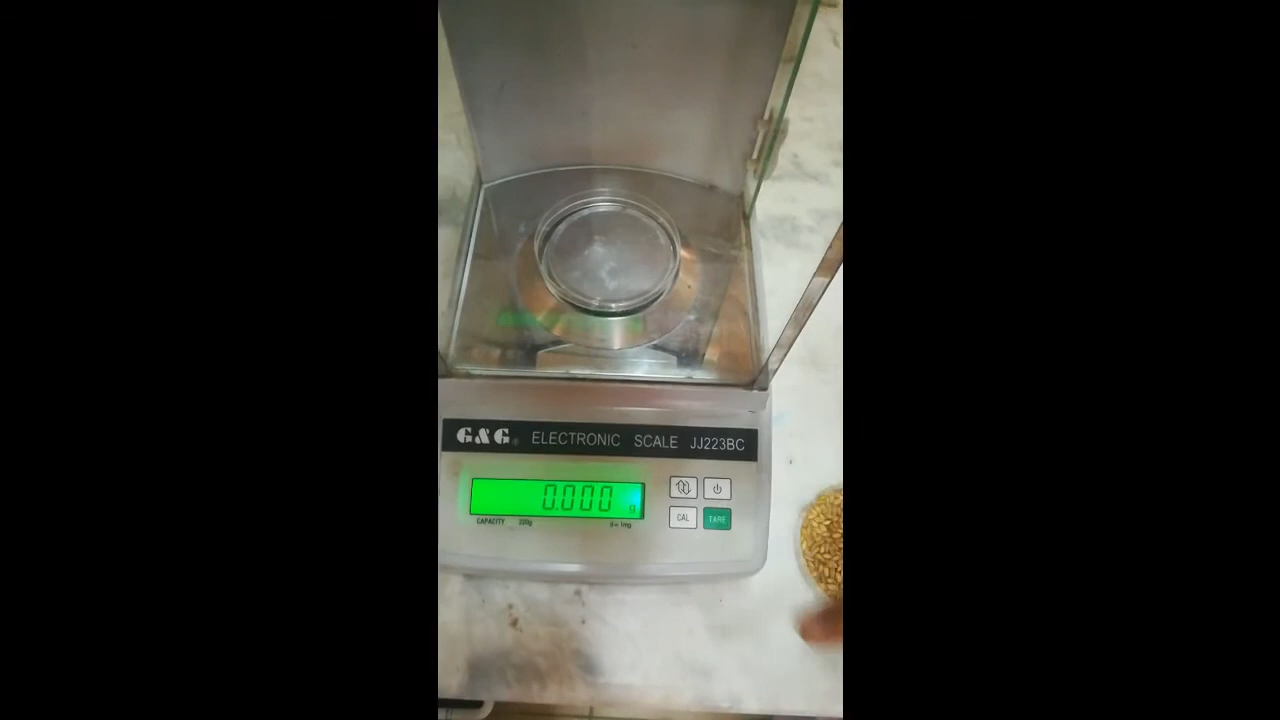 G&G® ELECTRONIC SCALE JJ223BC
0.000 g
CAPACITY 220g d=1mg
CAL TARE